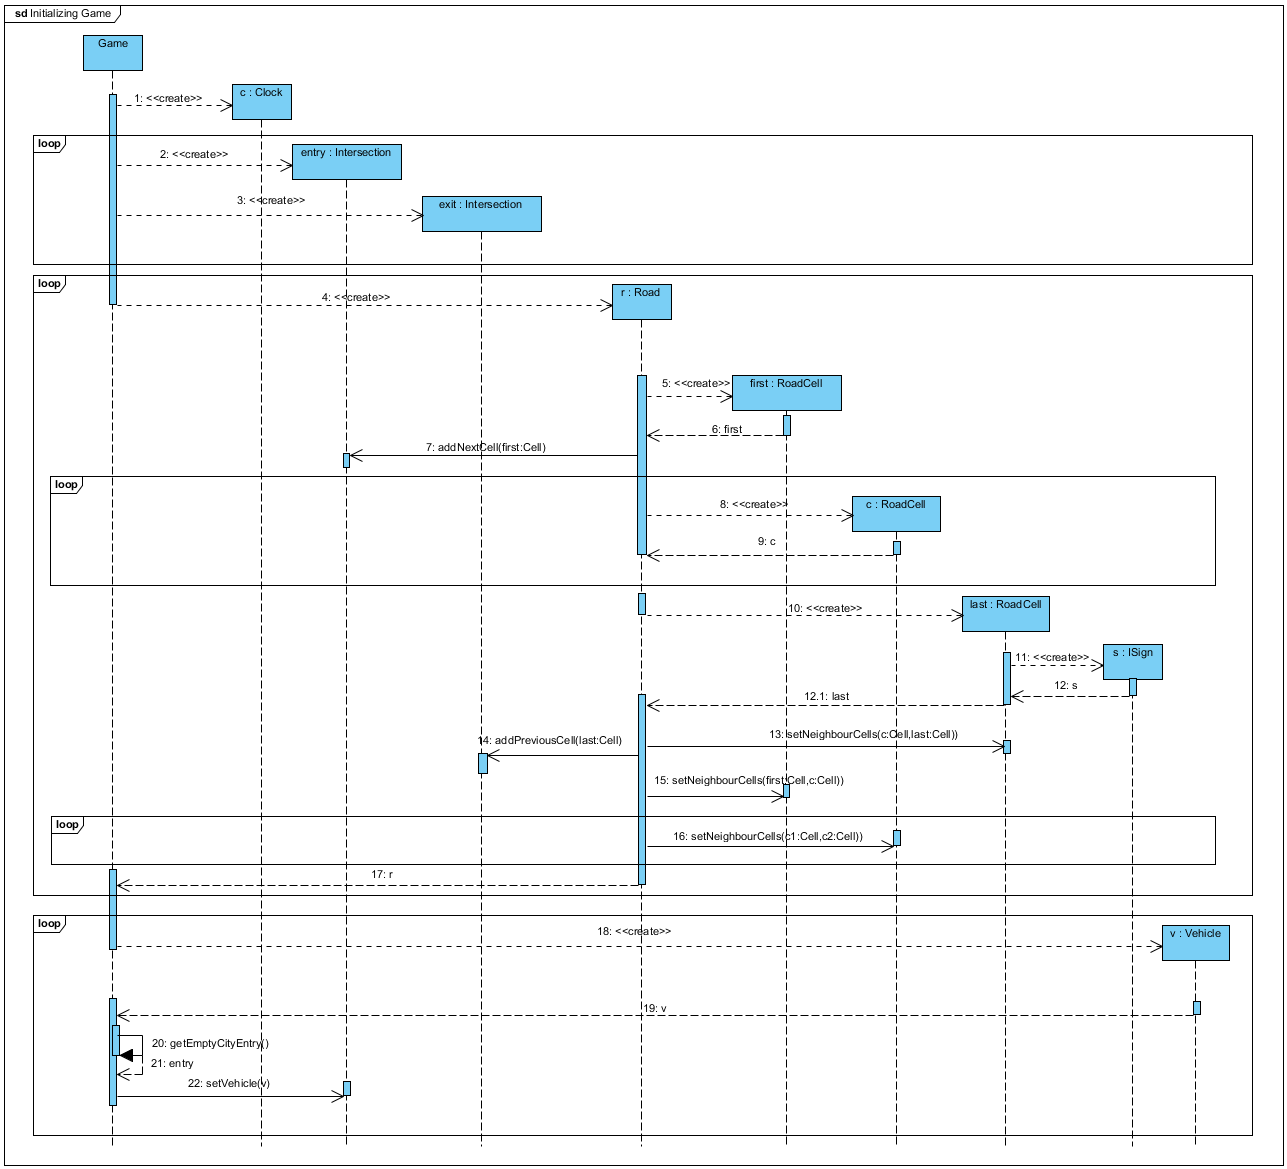 sd Initializing Game
Game
1: <<create>>
c : Clock
loop
2: <<create>>
entry : Intersection
3: <<create>>
exit : Intersection
loop
4: <<create>>
r : Road
5: <<create>>
first : RoadCell
6: first
7: addNextCell(first:Cell)
loop
8: <<create>>
c : RoadCell
9: c
10: <<create>>
last : RoadCell
11: <<create>>
s : ISign
12: s
12.1: last
13: setNeighbourCells(c:Cell,last:Cell))
14: addPreviousCell(last:Cell)
15: setNeighbourCells(first:Cell,c:Cell))
loop
16: setNeighbourCells(c1:Cell,c2:Cell))
17: r
loop
18: <<create>>
v : Vehicle
19: v
20: getEmptyCityEntry()
21: entry
22: setVehicle(v)